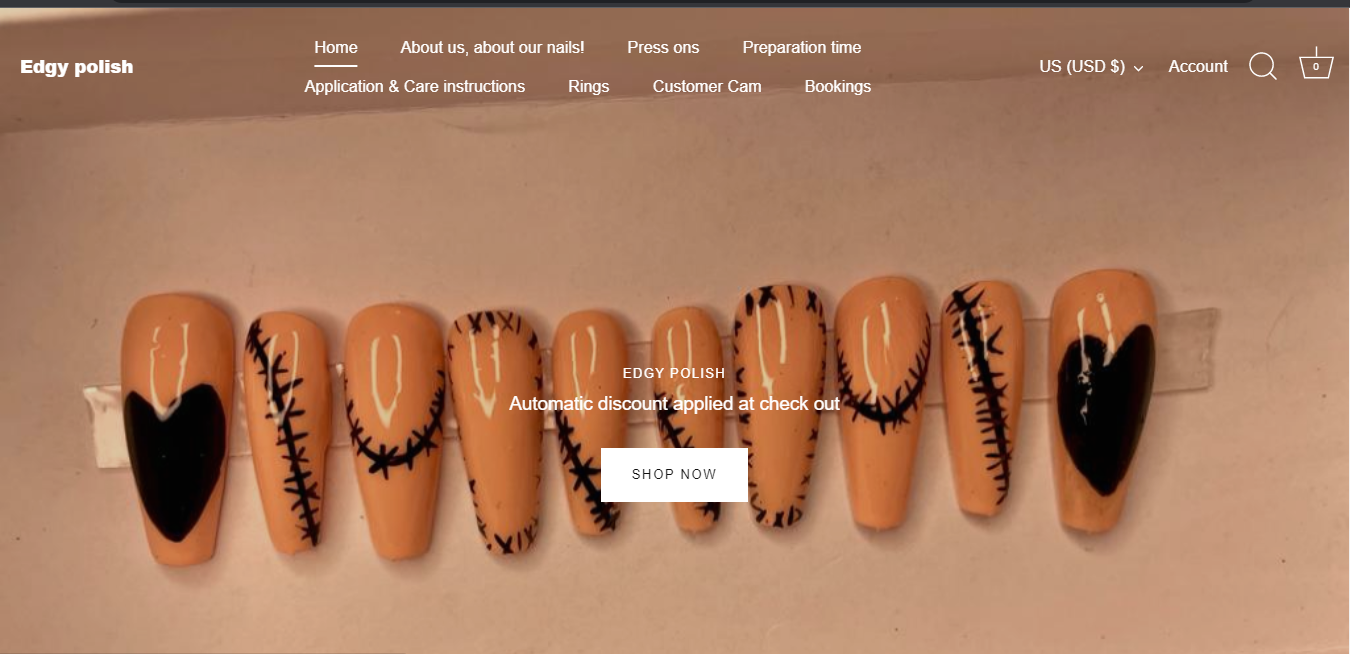 Edgy polish
Home About us, about our nails! Press ons Preparation time
Application & Care instructions Rings Customer Cam Bookings
US (USD $) Account 0
EDGY POLISH
Automatic discount applied at check out
SHOP NOW